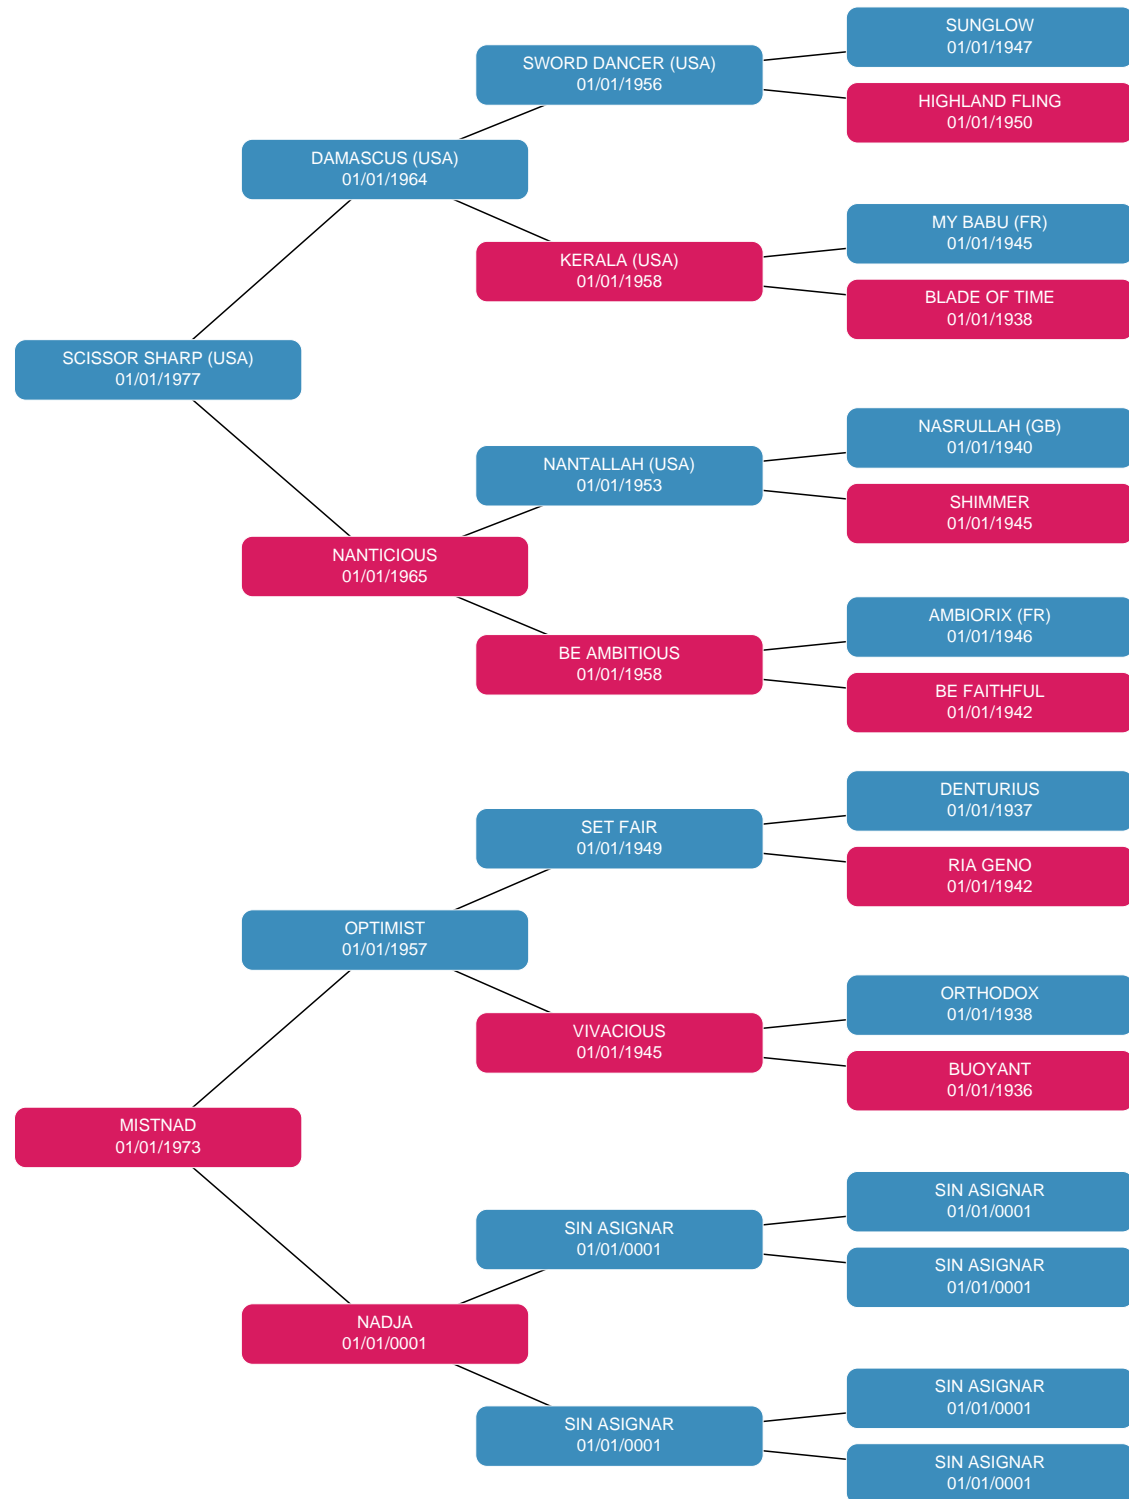 SUNGLOW
01/01/1947
SWORD DANCER (USA)
01/01/1956
HIGHLAND FLING
01/01/1950
DAMASCUS (USA)
01/01/1964
MY BABU (FR)
01/01/1945
KERALA (USA)
01/01/1958
BLADE OF TIME
01/01/1938
SCISSOR SHARP (USA)
01/01/1977
NASRULLAH (GB)
01/01/1940
NANTALLAH (USA)
01/01/1953
SHIMMER
01/01/1945
NANTICIOUS
01/01/1965
AMBIORIX (FR)
01/01/1946
BE AMBITIOUS
01/01/1958
BE FAITHFUL
01/01/1942
DENTURIUS
01/01/1937
SET FAIR
01/01/1949
RIA GENO
01/01/1942
OPTIMIST
01/01/1957
ORTHODOX
01/01/1938
VIVACIOUS
01/01/1945
BUOYANT
01/01/1936
MISTNAD
01/01/1973
SIN ASIGNAR
01/01/0001
SIN ASIGNAR
01/01/0001
SIN ASIGNAR
01/01/0001
NADJA
01/01/0001
SIN ASIGNAR
01/01/0001
SIN ASIGNAR
01/01/0001
SIN ASIGNAR
01/01/0001